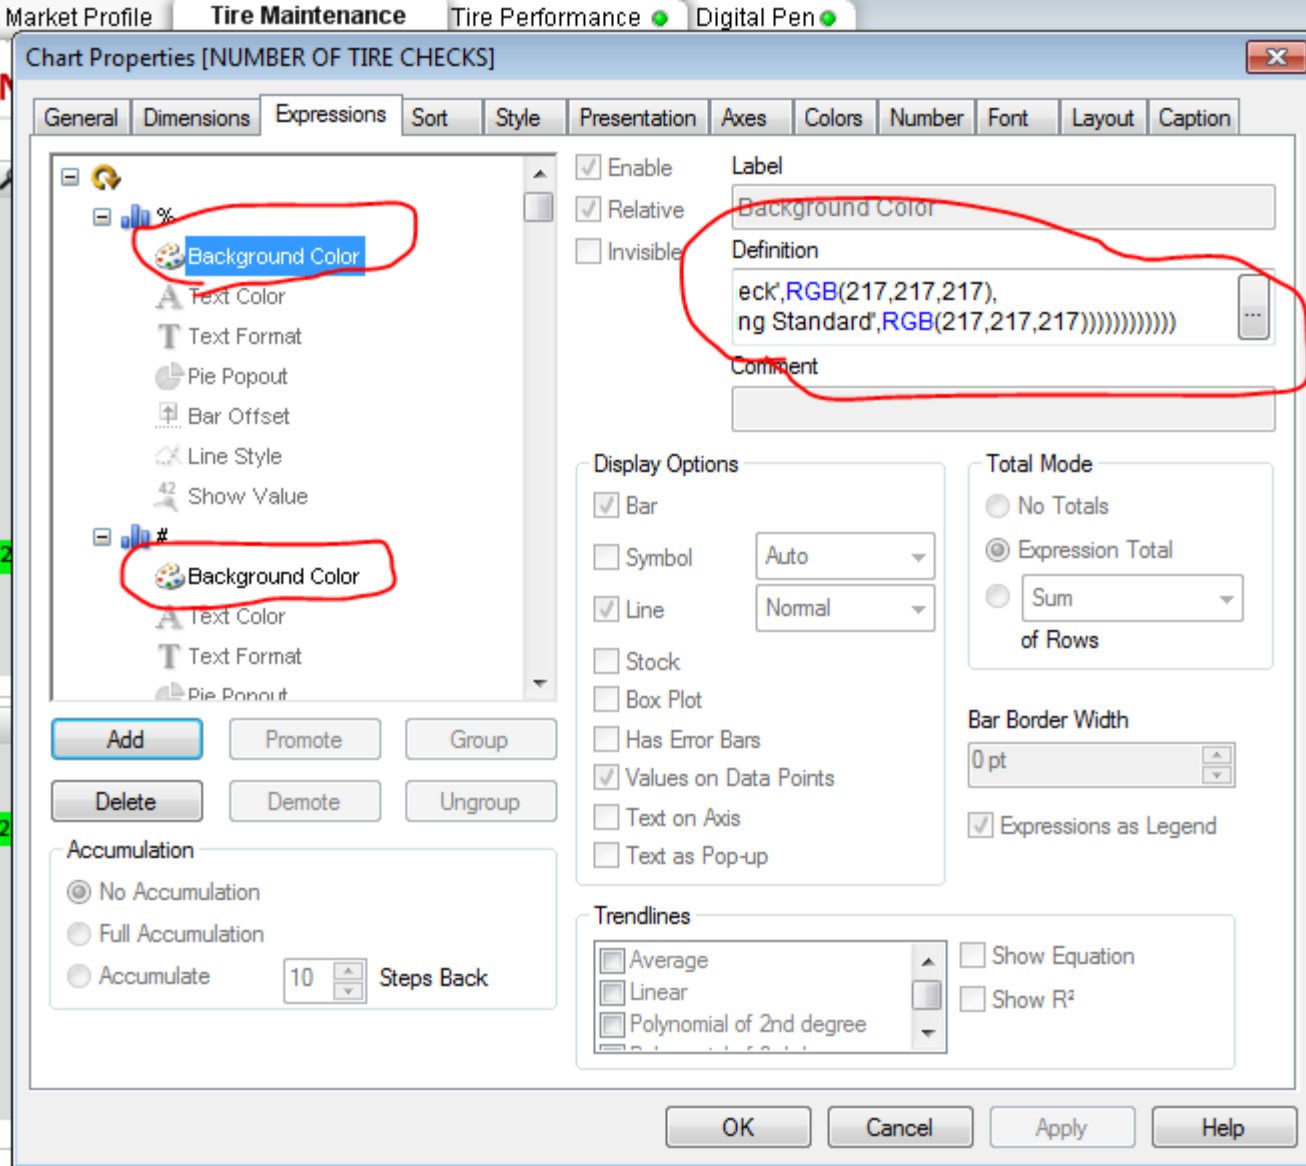 Market Profile Tire Maintenance Tire Performance Digital Pen
Chart Properties [NUMBER OF TIRE CHECKS]
General Dimensions Expressions Sort Style Presentation Axes Colors Number Font Layout Caption
%
Background Color
Text Color
Text Format
Pie Popout
Bar Offset
Line Style
42 Show Value
#
Background Color
Text Color
Text Format
Pie Popout
Add Promote Group
Delete Demote Ungroup
Accumulation
No Accumulation
Full Accumulation
Accumulate 10 Steps Back
Enable
Relative
Invisible
Label
Background Color
Definition
eck',RGB(217,217,217),
ng Standard',RGB(217,217,217))))))))))))
...
Comment
Display Options
Bar
Symbol Auto
Line Normal
Stock
Box Plot
Has Error Bars
Values on Data Points
Text on Axis
Text as Pop-up
Total Mode
No Totals
Expression Total
Sum
of Rows
Bar Border Width
0 pt
Expressions as Legend
Trendlines
Average
Linear
Polynomial of 2nd degree
Show Equation
Show R²
OK Cancel Apply Help